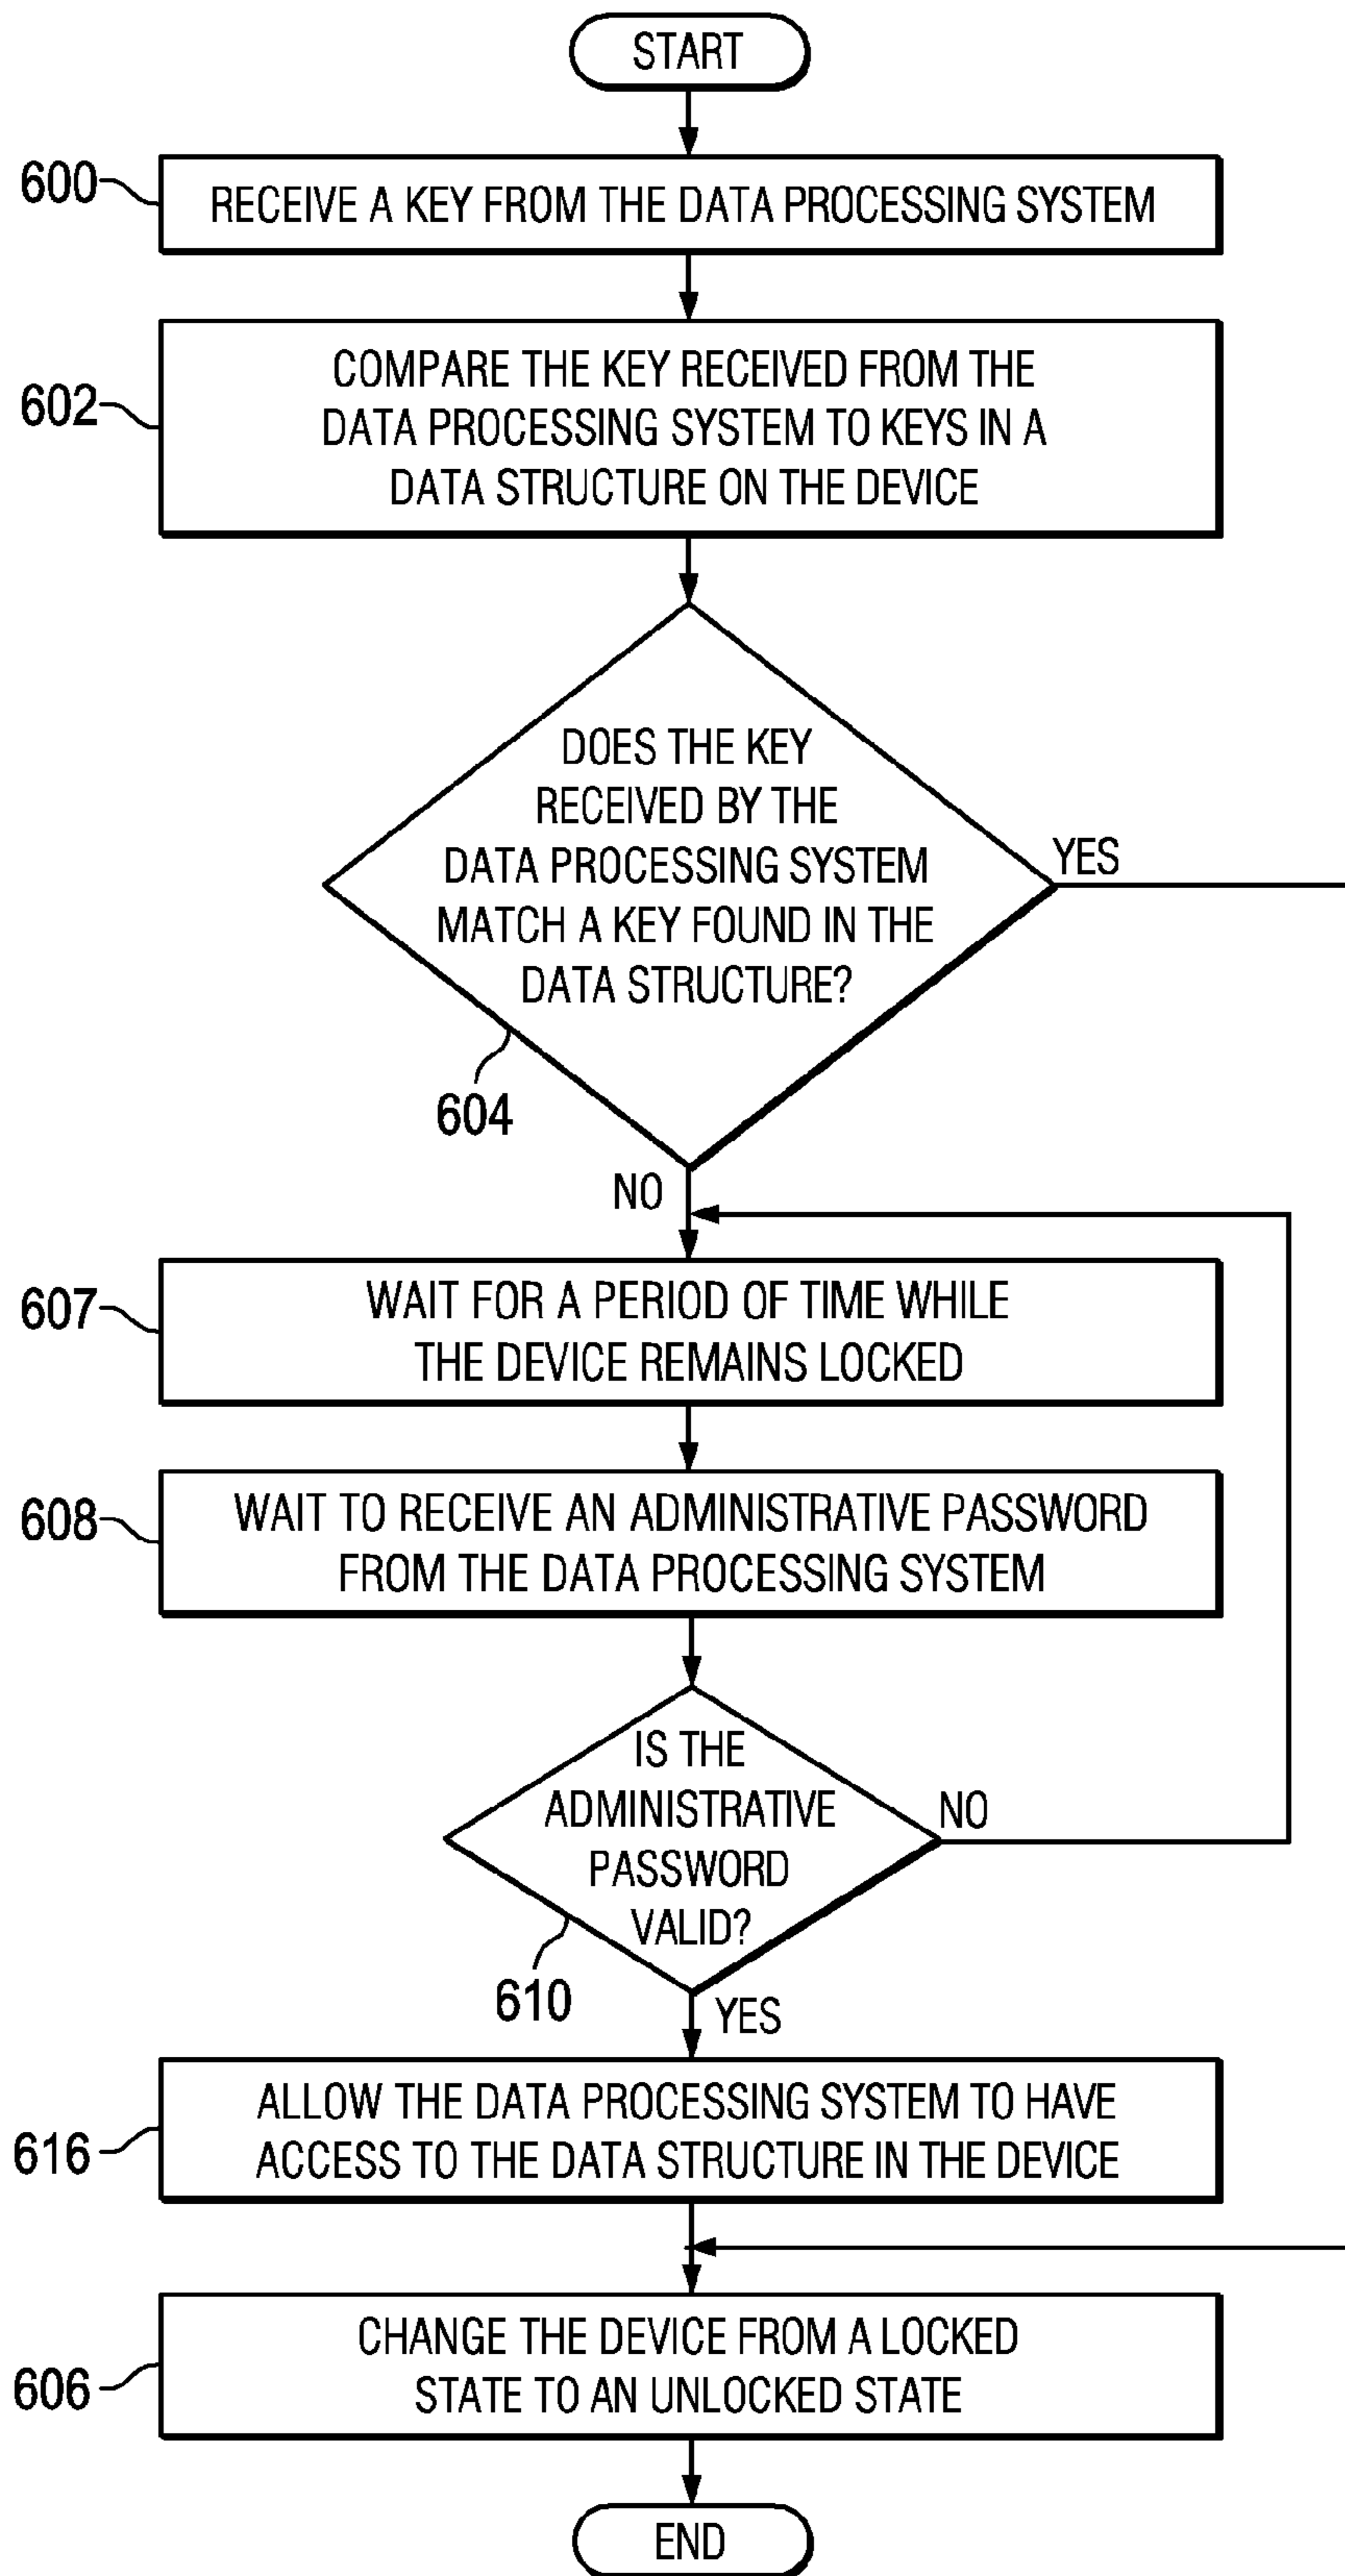 START
600
RECEIVE A KEY FROM THE DATA PROCESSING SYSTEM
602
COMPARE THE KEY RECEIVED FROM THE
DATA PROCESSING SYSTEM TO KEYS IN A
DATA STRUCTURE ON THE DEVICE
DOES THE KEY
RECEIVED BY THE
DATA PROCESSING SYSTEM
MATCH A KEY FOUND IN THE
DATA STRUCTURE?
YES
604
NO
607
WAIT FOR A PERIOD OF TIME WHILE
THE DEVICE REMAINS LOCKED
608
WAIT TO RECEIVE AN ADMINISTRATIVE PASSWORD
FROM THE DATA PROCESSING SYSTEM
IS THE
ADMINISTRATIVE
PASSWORD
VALID?
NO
610
YES
616
ALLOW THE DATA PROCESSING SYSTEM TO HAVE
ACCESS TO THE DATA STRUCTURE IN THE DEVICE
606
CHANGE THE DEVICE FROM A LOCKED
STATE TO AN UNLOCKED STATE
END